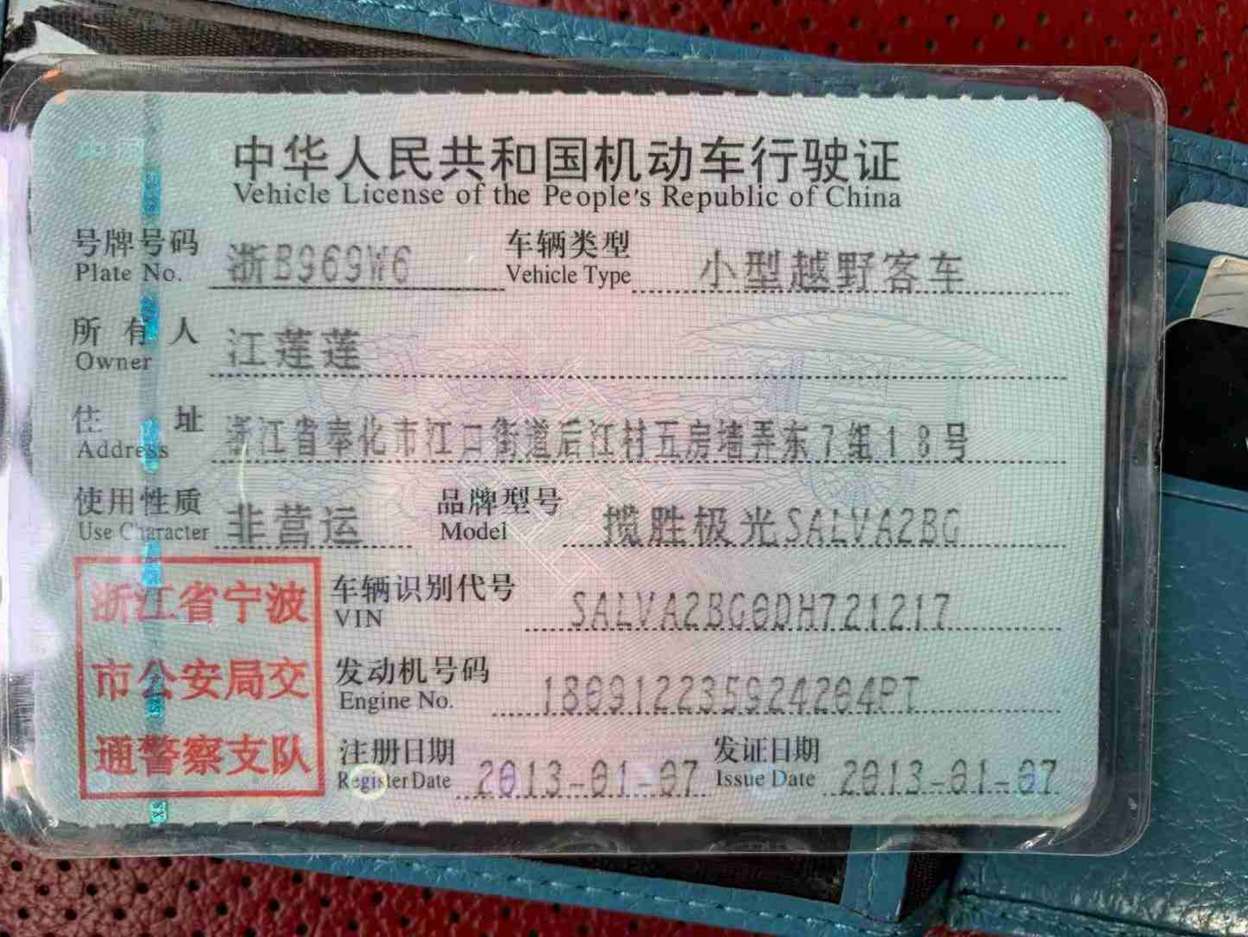 中华人民共和国机动车行驶证
Vehicle License of the People's Republic of China
号牌号码 浙B969W6 车辆类型 小型越野客车
Plate No. Vehicle Type
所有人 江莲莲
Owner
住址 浙江省奉化市江口街道后江村五房墙弄东7组18号
Address
使用性质 非营运 品牌型号 揽胜极光SALVA2BG
Use Character Model
浙江省宁波
市公安局交
通警察支队
车辆识别代号 SALVA2BG0DH721217
VIN
发动机号码 180912235924204PT
Engine No.
注册日期 2013-01-07 发证日期 2013-01-07
Register Date Issue Date